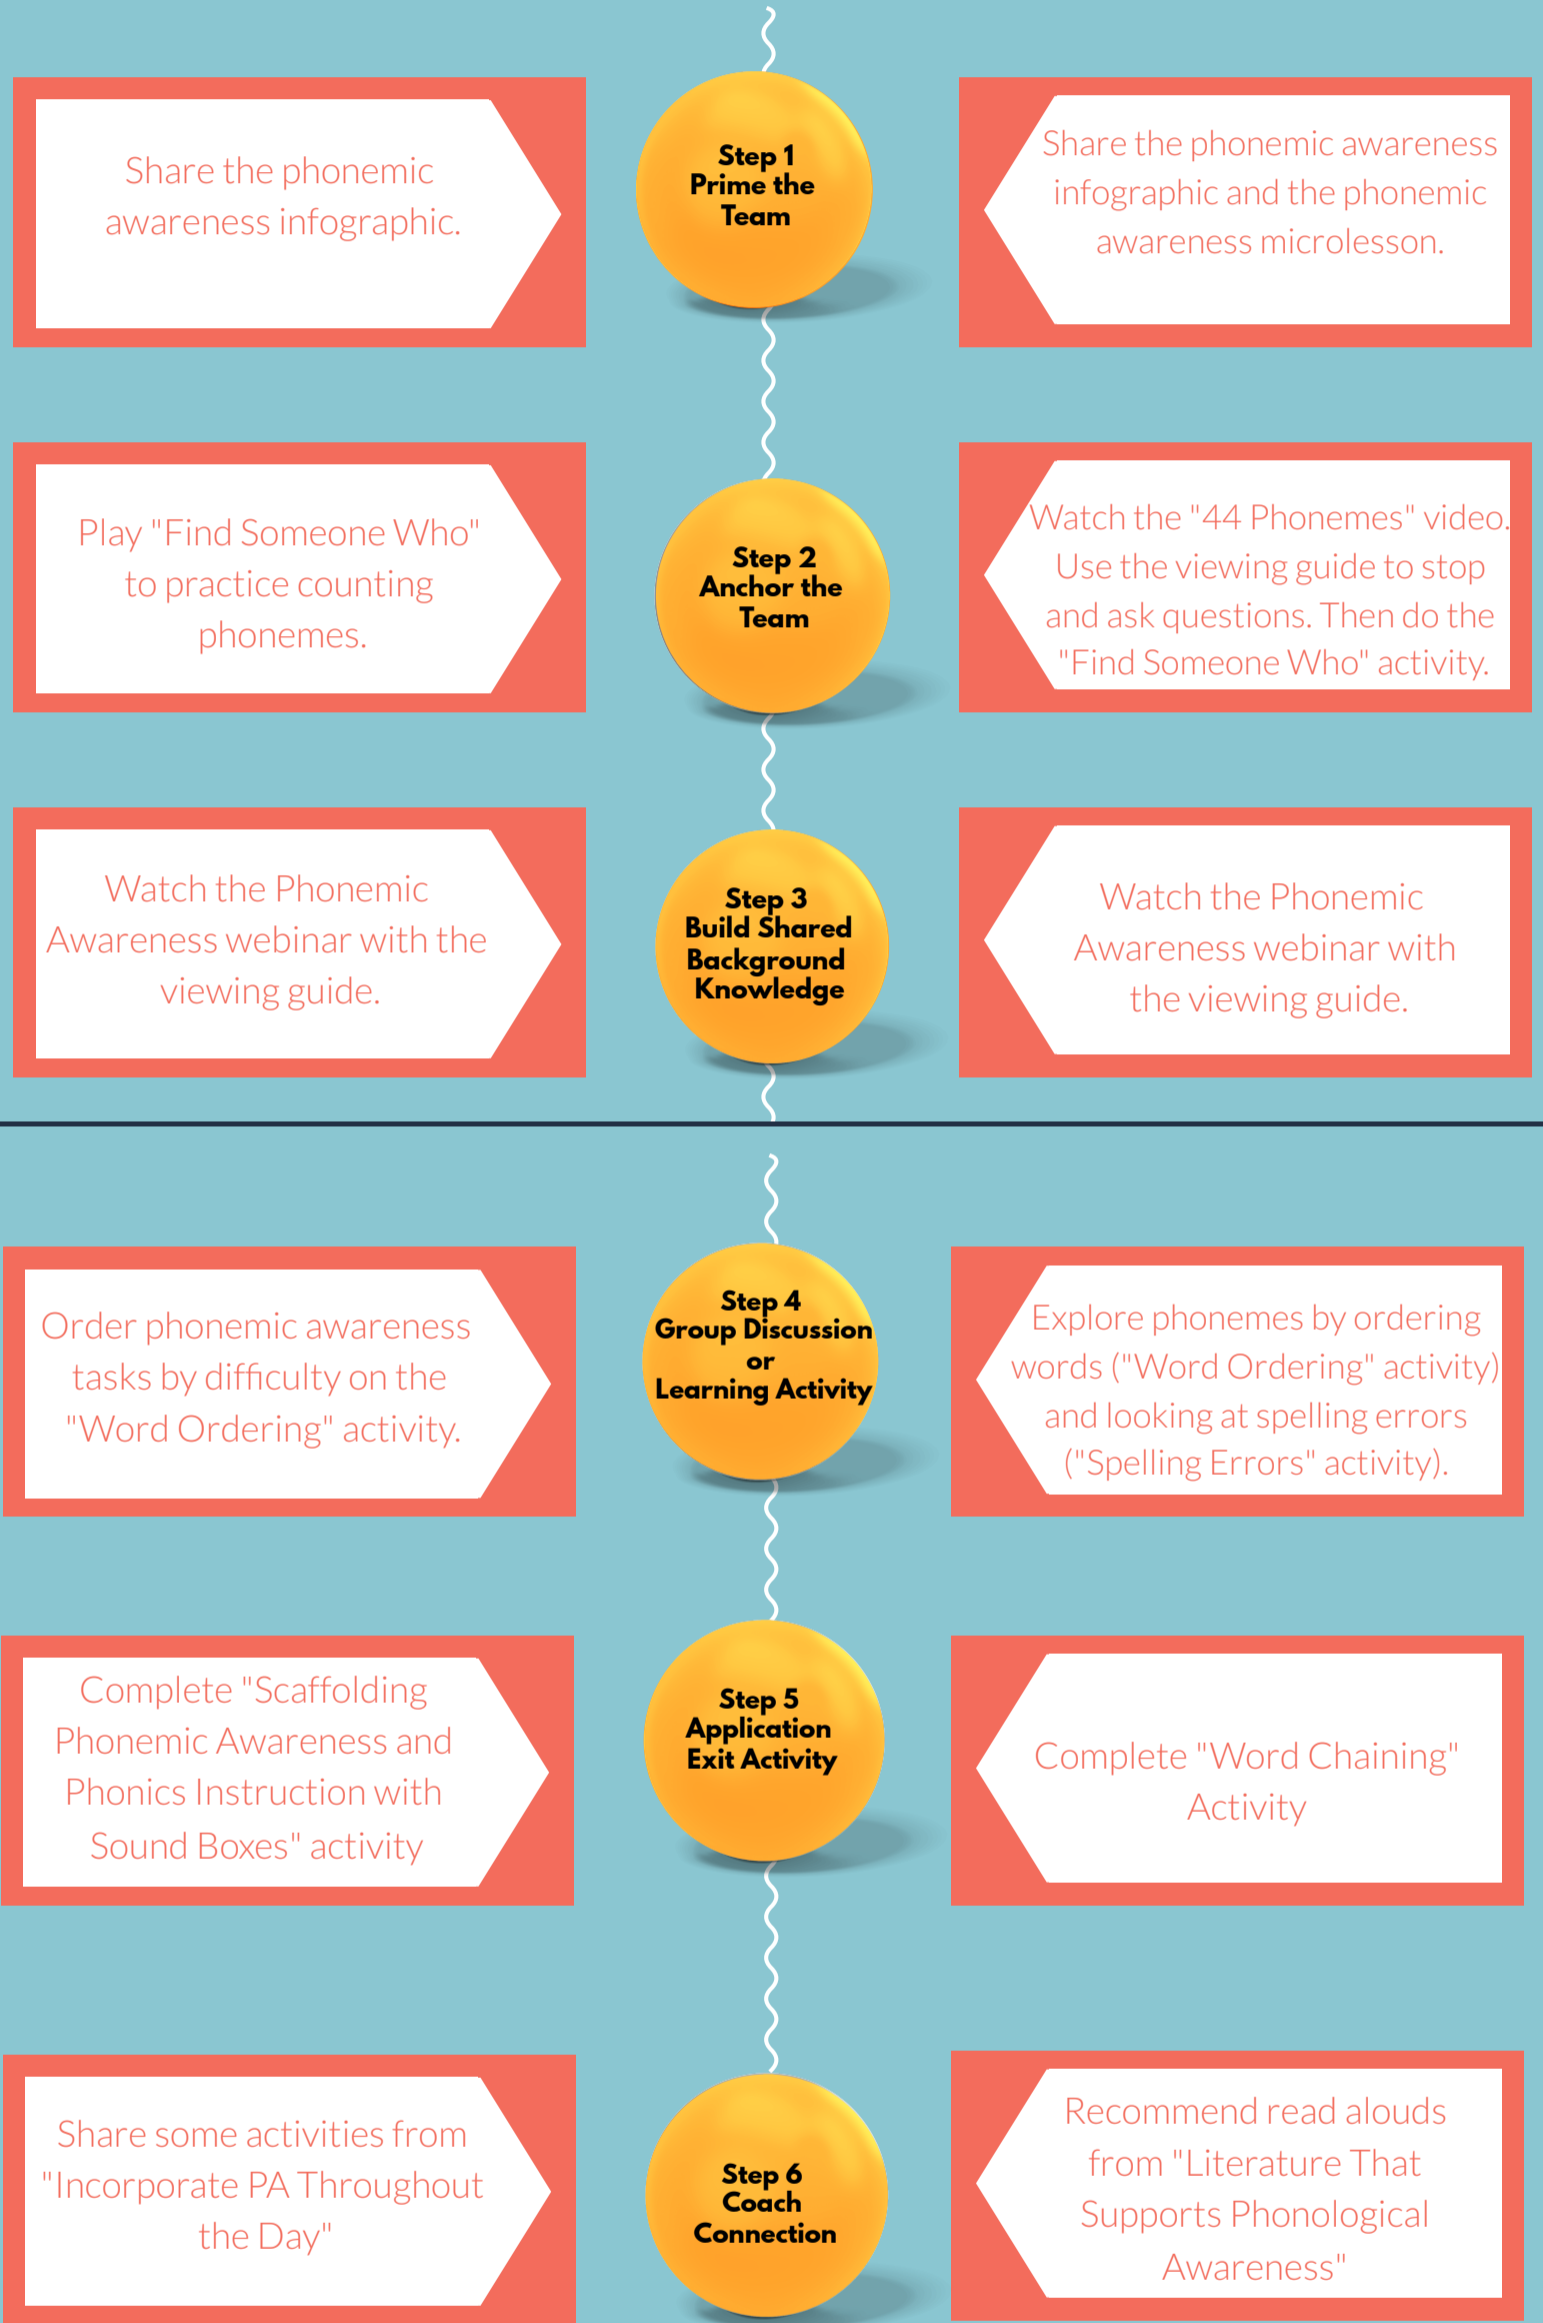 Share the phonemic
awareness infographic.
Step 1
Prime the
Team
Share the phonemic awareness
infographic and the phonemic
awareness microlesson.
Play "Find Someone Who"
to practice counting
phonemes.
Step 2
Anchor the
Team
Watch the "44 Phonemes" video.
Use the viewing guide to stop
and ask questions. Then do the
"Find Someone Who" activity.
Watch the Phonemic
Awareness webinar with the
viewing guide.
Step 3
Build Shared
Background
Knowledge
Watch the Phonemic
Awareness webinar with
the viewing guide.
Order phonemic awareness
tasks by difficulty on the
"Word Ordering" activity.
Step 4
Group Discussion
or
Learning Activity
Explore phonemes by ordering
words ("Word Ordering" activity)
and looking at spelling errors
("Spelling Errors" activity).
Complete "Scaffolding
Phonemic Awareness and
Phonics Instruction with
Sound Boxes" activity
Step 5
Application
Exit Activity
Complete "Word Chaining"
Activity
Share some activities from
"Incorporate PA Throughout
the Day"
Step 6
Coach
Connection
Recommend read alouds
from "Literature That
Supports Phonological
Awareness"